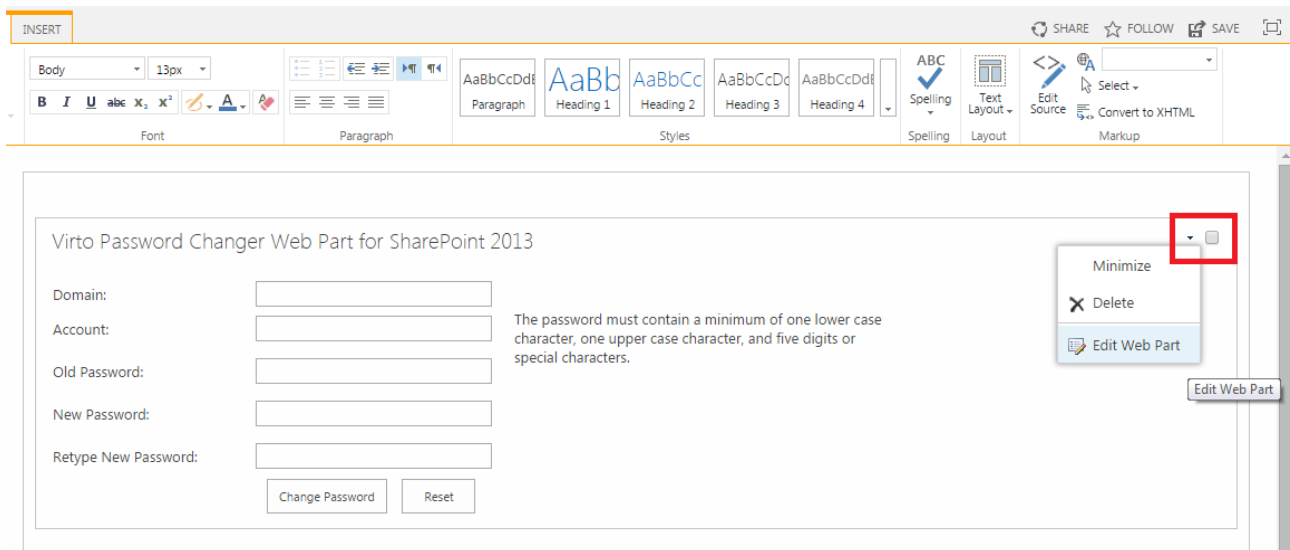 INSERT
SHARE FOLLOW SAVE
Body 13px
B I U abc X₂ X² A
Font
Paragraph
AaBbCcDdE AaBb AaBbCc AaBbCcDc AaBbCcDdE
Paragraph Heading 1 Heading 2 Heading 3 Heading 4
Styles
ABC
Spelling
Spelling
Text
Layout
Layout
Edit
Source
Select
Convert to XHTML
Markup
Virto Password Changer Web Part for SharePoint 2013
Minimize
Delete
Edit Web Part
Edit Web Part
Domain:
Account:
The password must contain a minimum of one lower case
character, one upper case character, and five digits or
special characters.
Old Password:
New Password:
Retype New Password:
Change Password Reset